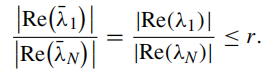 |Re(λ̄₁)| / |Re(λ̄_N)| = |Re(λ₁)| / |Re(λ_N)| ≤ r.